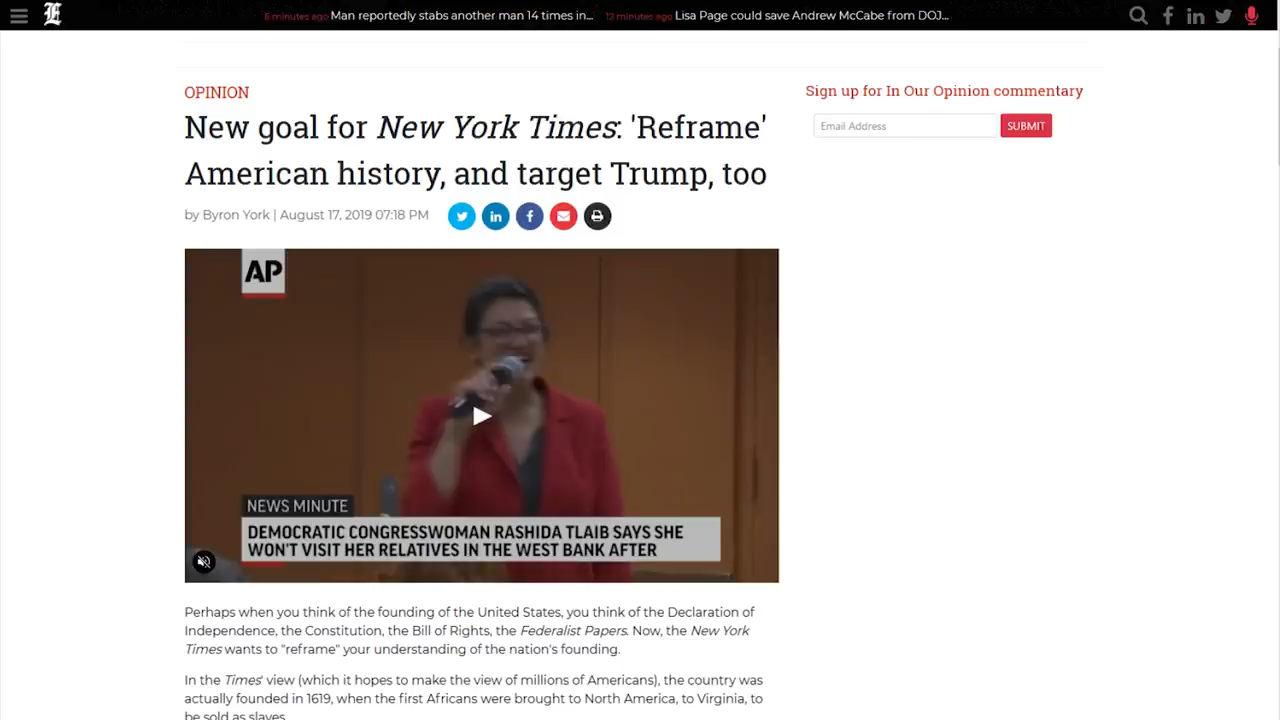 E
6 minutes ago Man reportedly stabs another man 14 times in... 12 minutes ago Lisa Page could save Andrew McCabe from DOJ...
OPINION
New goal for New York Times: 'Reframe'
American history, and target Trump, too
by Byron York | August 17, 2019 07:18 PM
Sign up for In Our Opinion commentary
Email Address
SUBMIT
AP
NEWS MINUTE
DEMOCRATIC CONGRESSWOMAN RASHIDA TLAIB SAYS SHE
WON'T VISIT HER RELATIVES IN THE WEST BANK AFTER
Perhaps when you think of the founding of the United States, you think of the Declaration of
Independence, the Constitution, the Bill of Rights, the Federalist Papers. Now, the New York
Times wants to "reframe" your understanding of the nation's founding.
In the Times' view (which it hopes to make the view of millions of Americans), the country was
actually founded in 1619, when the first Africans were brought to North America, to Virginia, to
be sold as slaves.